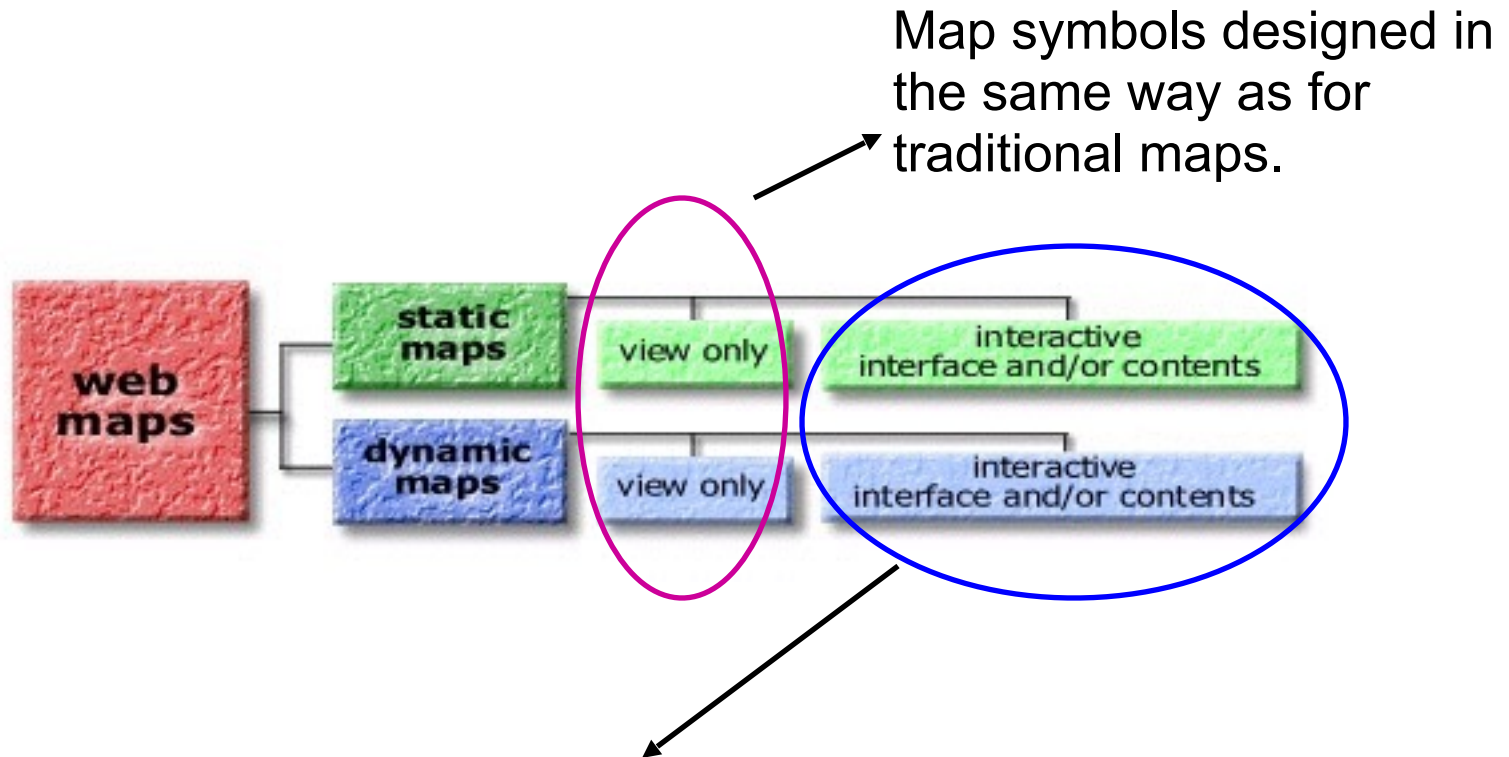 Map symbols designed in
the same way as for
traditional maps.
web
maps
static
maps
view only
interactive
interface and/or contents
dynamic
maps
view only
interactive
interface and/or contents